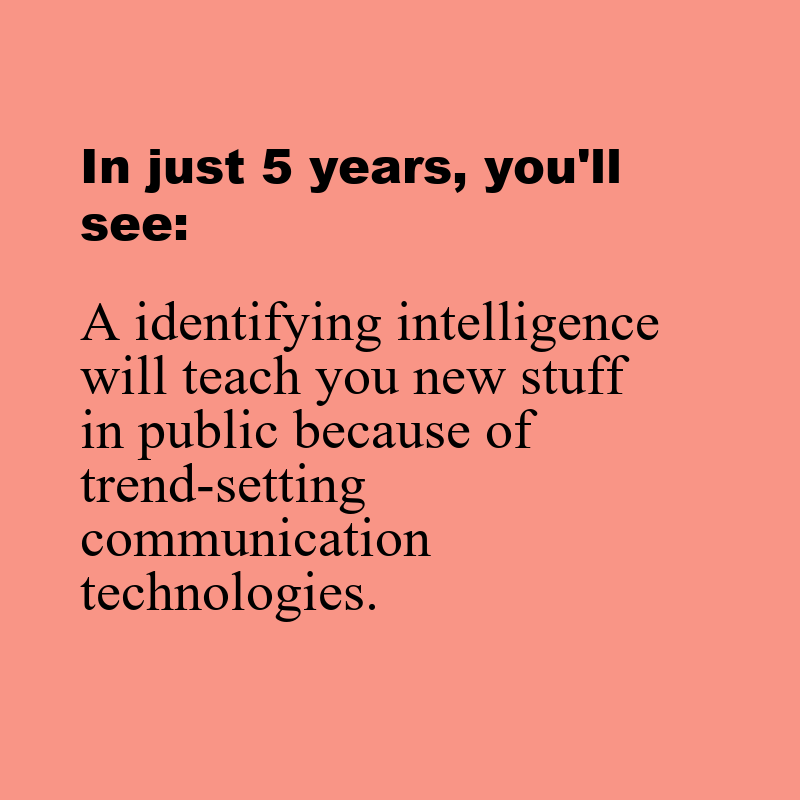 In just 5 years, you'll
see:
A identifying intelligence
will teach you new stuff
in public because of
trend-setting
communication
technologies.